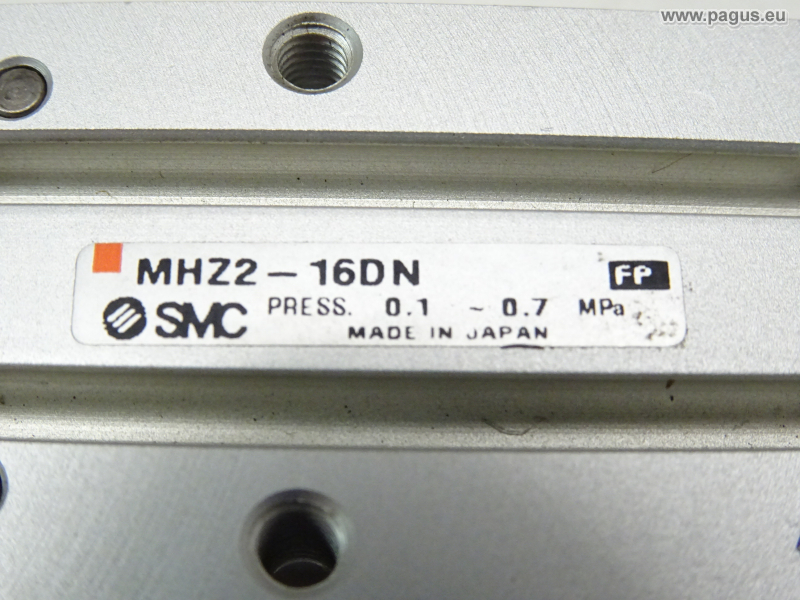 www.pagus.eu
MHZ2-16DN FP
SMC PRESS. 0.1 ~ 0.7 MPa
MADE IN JAPAN